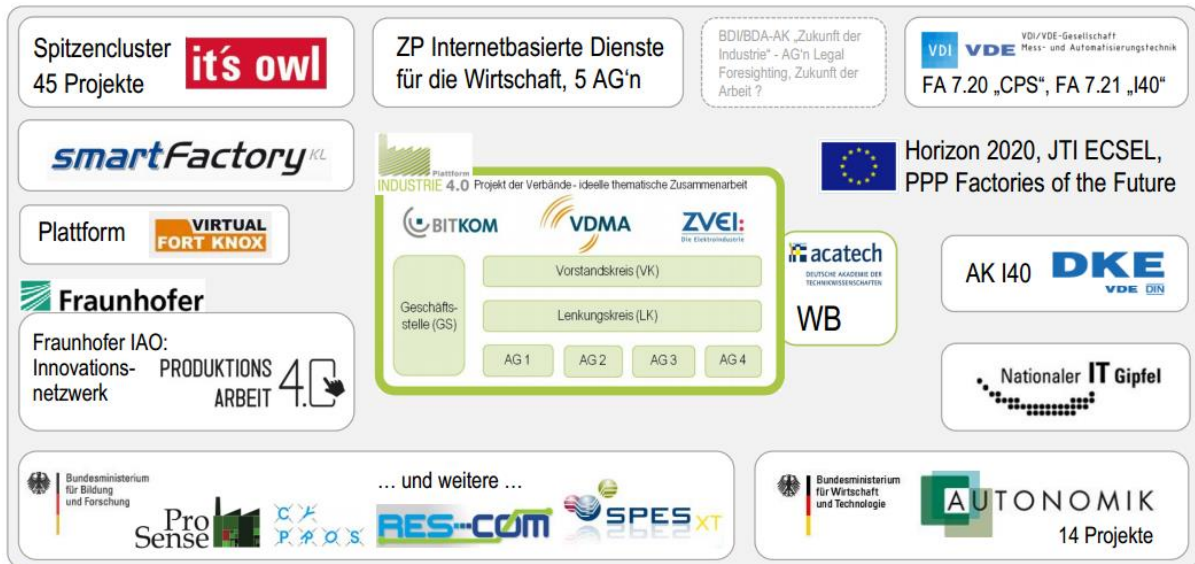 Spitzencluster
45 Projekte
it's owl
ZP Internetbasierte Dienste
für die Wirtschaft, 5 AG'n
BDI/BDA-AK „Zukunft der
Industrie“ - AG'n Legal
Foresighting, Zukunft der
Arbeit ?
VDI VDE VDI/VDE-Gesellschaft
Mess- und Automatisierungstechnik
FA 7.20 „CPS“, FA 7.21 „I40“
smartFactory KL
Plattform
INDUSTRIE 4.0 Projekt der Verbände - ideelle thematische Zusammenarbeit
BITKOM
VDMA
ZVEI:
Die Elektroindustrie
Geschäfts-
stelle (GS)
Vorstandskreis (VK)
Lenkungskreis (LK)
AG 1 AG 2 AG 3 AG 4
acatech
DEUTSCHE AKADEMIE DER
TECHNIKWISSENSCHAFTEN
WB
Horizon 2020, JTI ECSEL,
PPP Factories of the Future
Plattform
VIRTUAL
FORT KNOX
AK I40
DKE
VDE DIN
Fraunhofer
Fraunhofer IAO:
Innovations-
netzwerk
PRODUKTIONS
ARBEIT 4.
Nationaler IT Gipfel
Bundesministerium
für Bildung
und Forschung
Pro
Sense
CY
PROS
... und weitere ...
RES-COM
SPES XT
Bundesministerium
für Wirtschaft
und Technologie
AUTONOMIK
14 Projekte